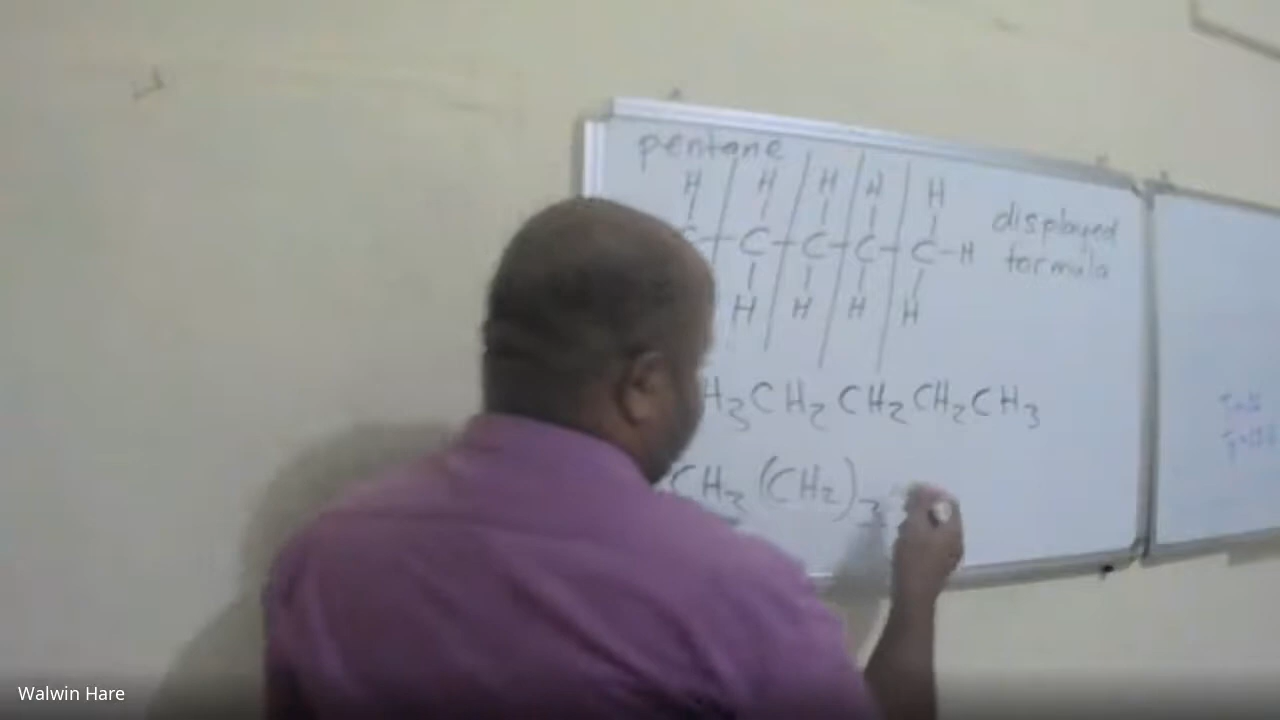 pentane
H H H H H
C - C - C - C - C - H
H H H H
displayed
formula
H3CH2CH2CH2CH3
CH3(CH2)3
Walwin Hare